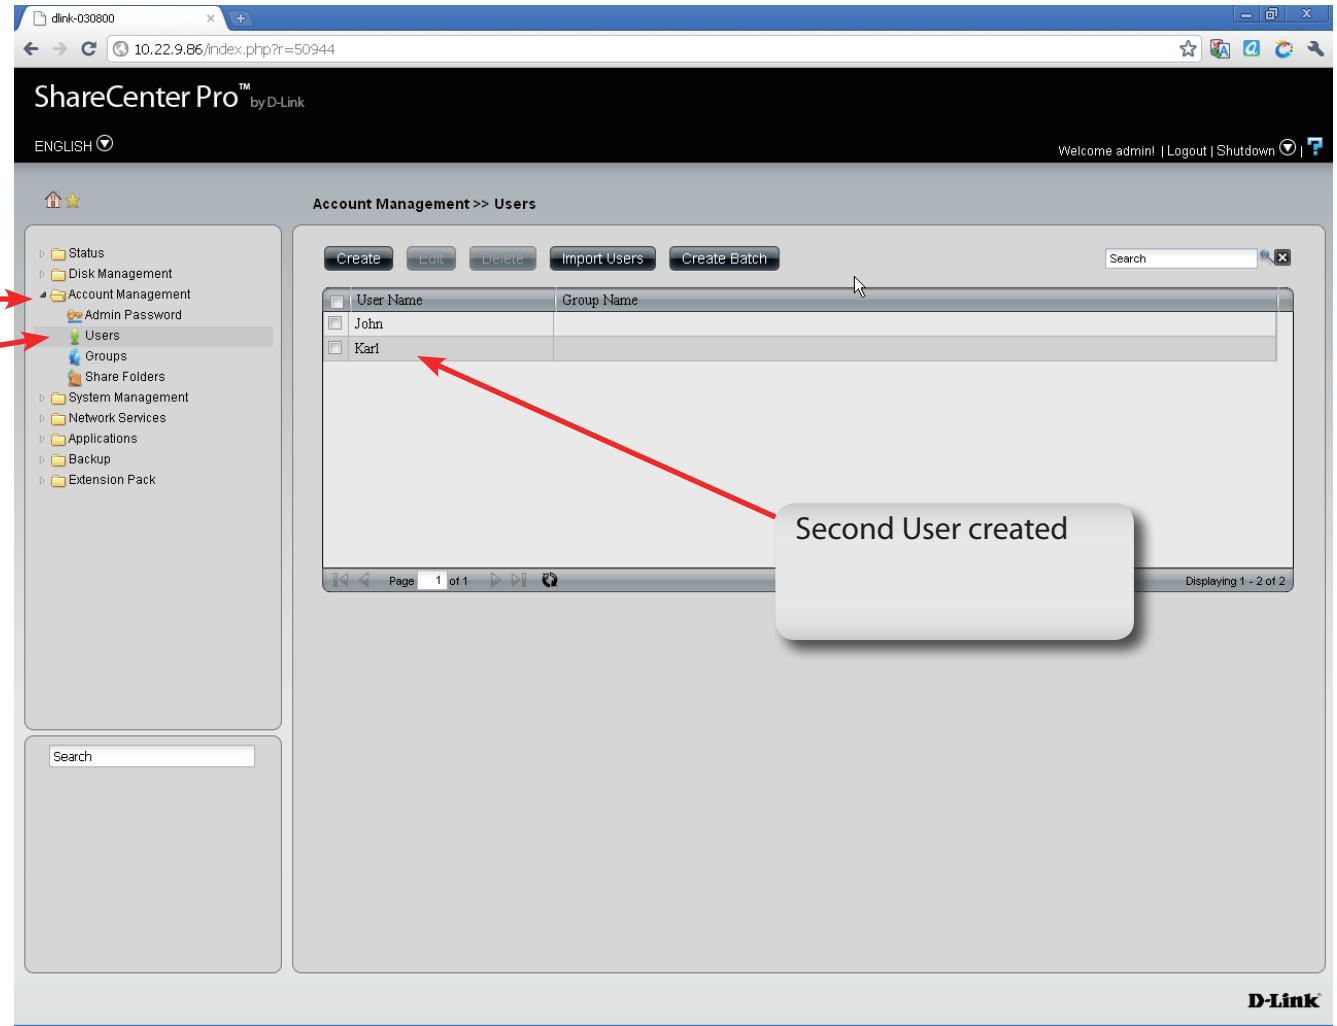 dlink-030800
10.22.9.86/index.php?r=50944
ShareCenter Pro™ by D-Link
ENGLISH
Welcome admin! | Logout | Shutdown | ?
Account Management >> Users
Status
Disk Management
Account Management
Admin Password
Users
Groups
Share Folders
System Management
Network Services
Applications
Backup
Extension Pack
Search
Create Edit Delete Import Users Create Batch Search
User Name Group Name
John
Karl
Second User created
Page 1 of 1 Displaying 1 - 2 of 2
D-Link